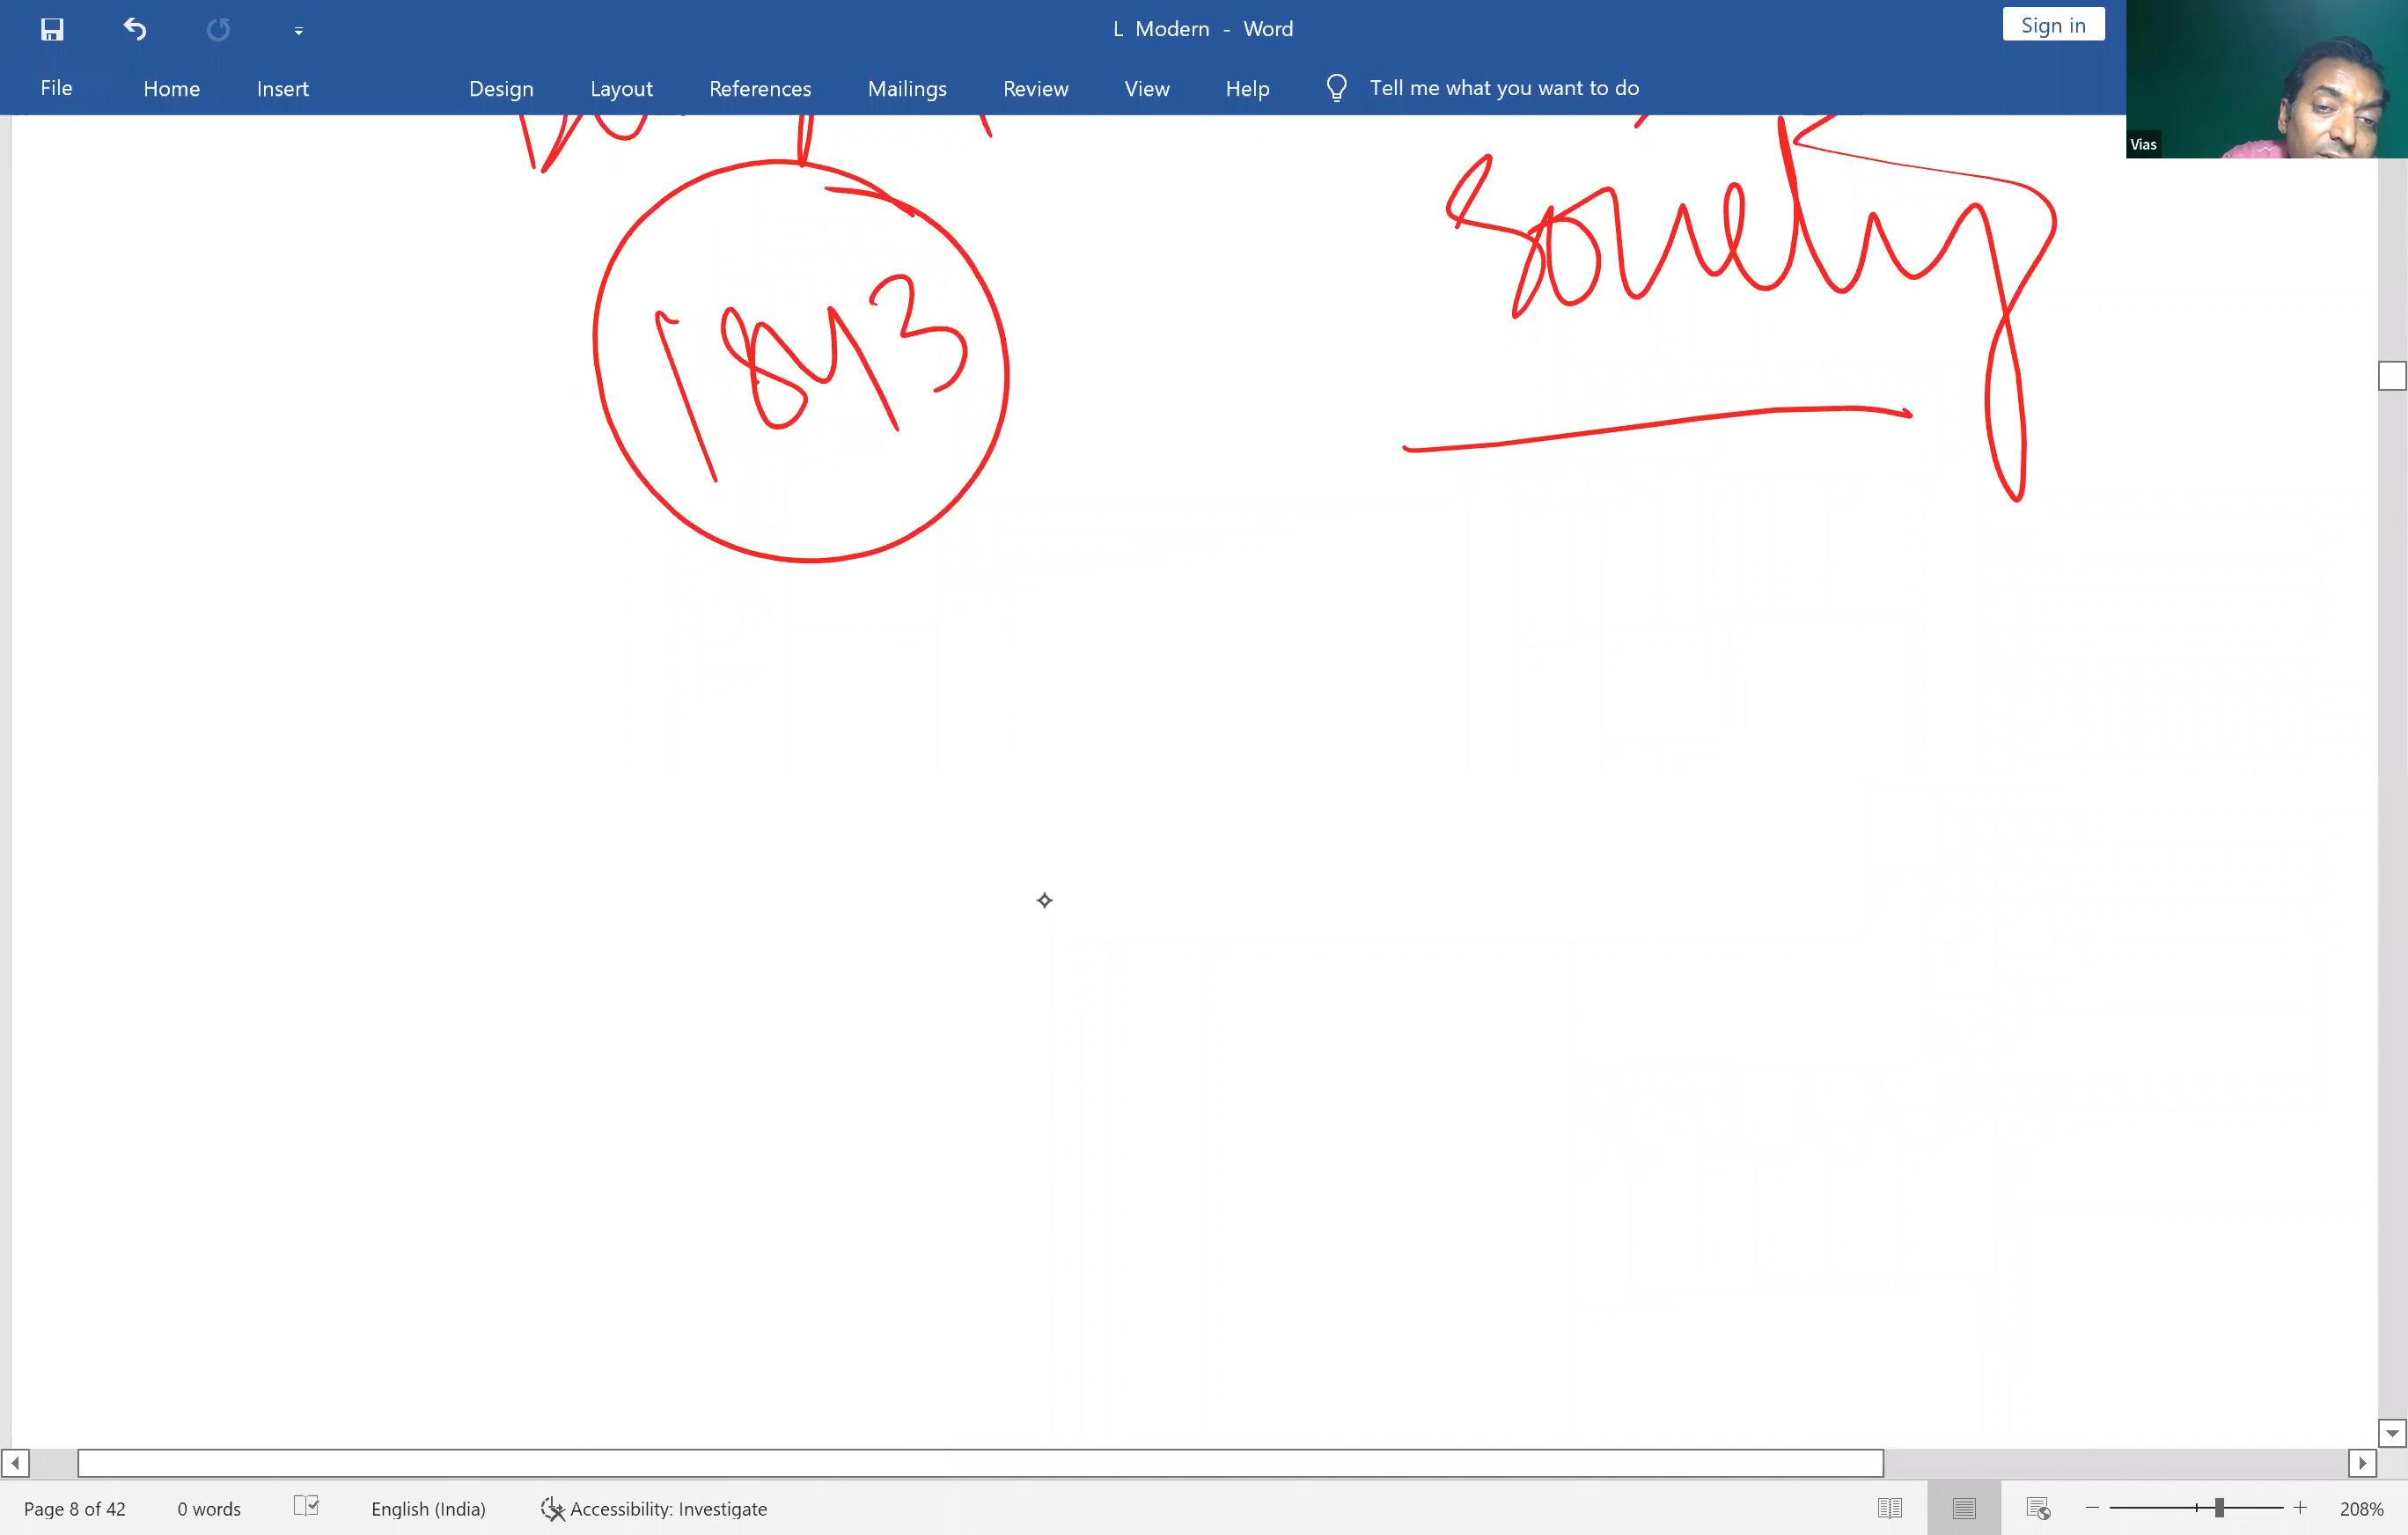 L Modern - Word
Sign in
File Home Insert Design Layout References Mailings Review View Help Tell me what you want to do
Vias
Society
1843
Page 8 of 42 0 words English (India) Accessibility: Investigate 208%